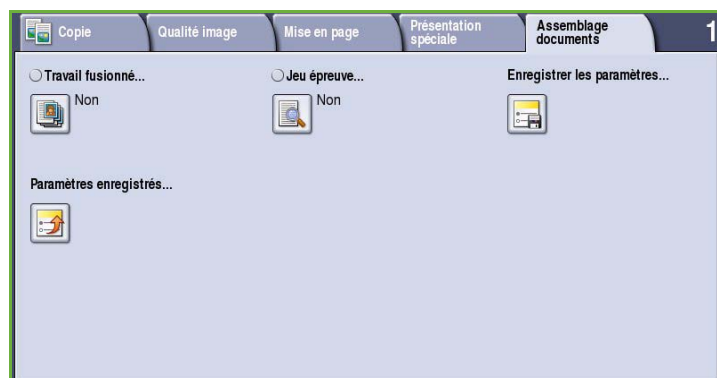 Copie
Qualité image
Mise en page
Présentation
spéciale
Assemblage
documents
1
Travail fusionné...
Non
Jeu épreuve...
Non
Enregistrer les paramètres...
Paramètres enregistrés...